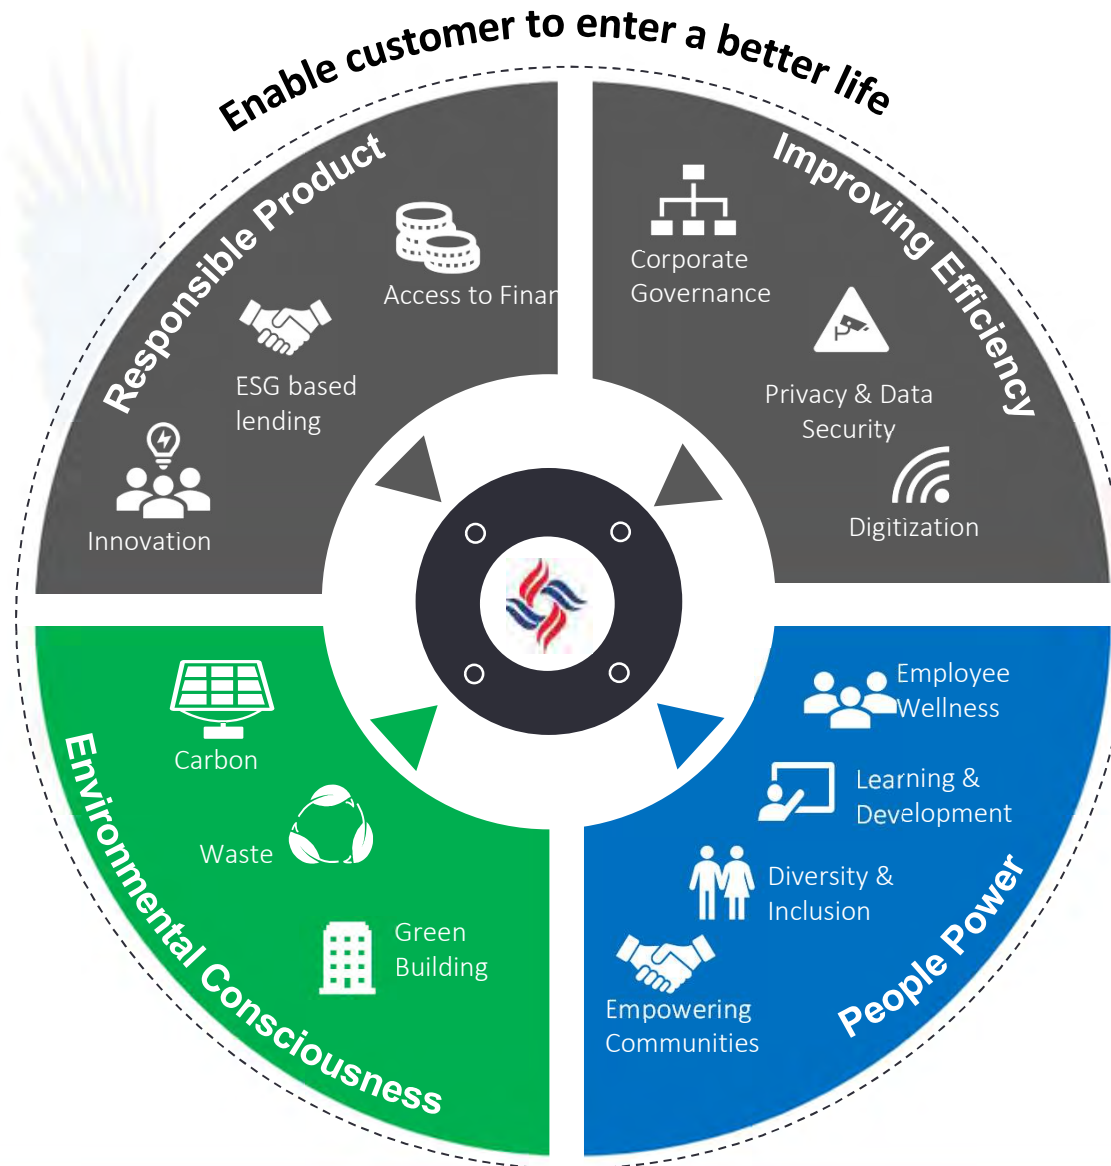 Enable customer to enter a better life
Responsible Product
Access to Finan
ESG based
lending
Innovation
Improving Efficiency
Corporate
Governance
Privacy & Data
Security
Digitization
Environmental Consciousness
Carbon
Waste
Green
Building
People Power
Employee
Wellness
Learning &
Development
Diversity &
Inclusion
Empowering
Communities